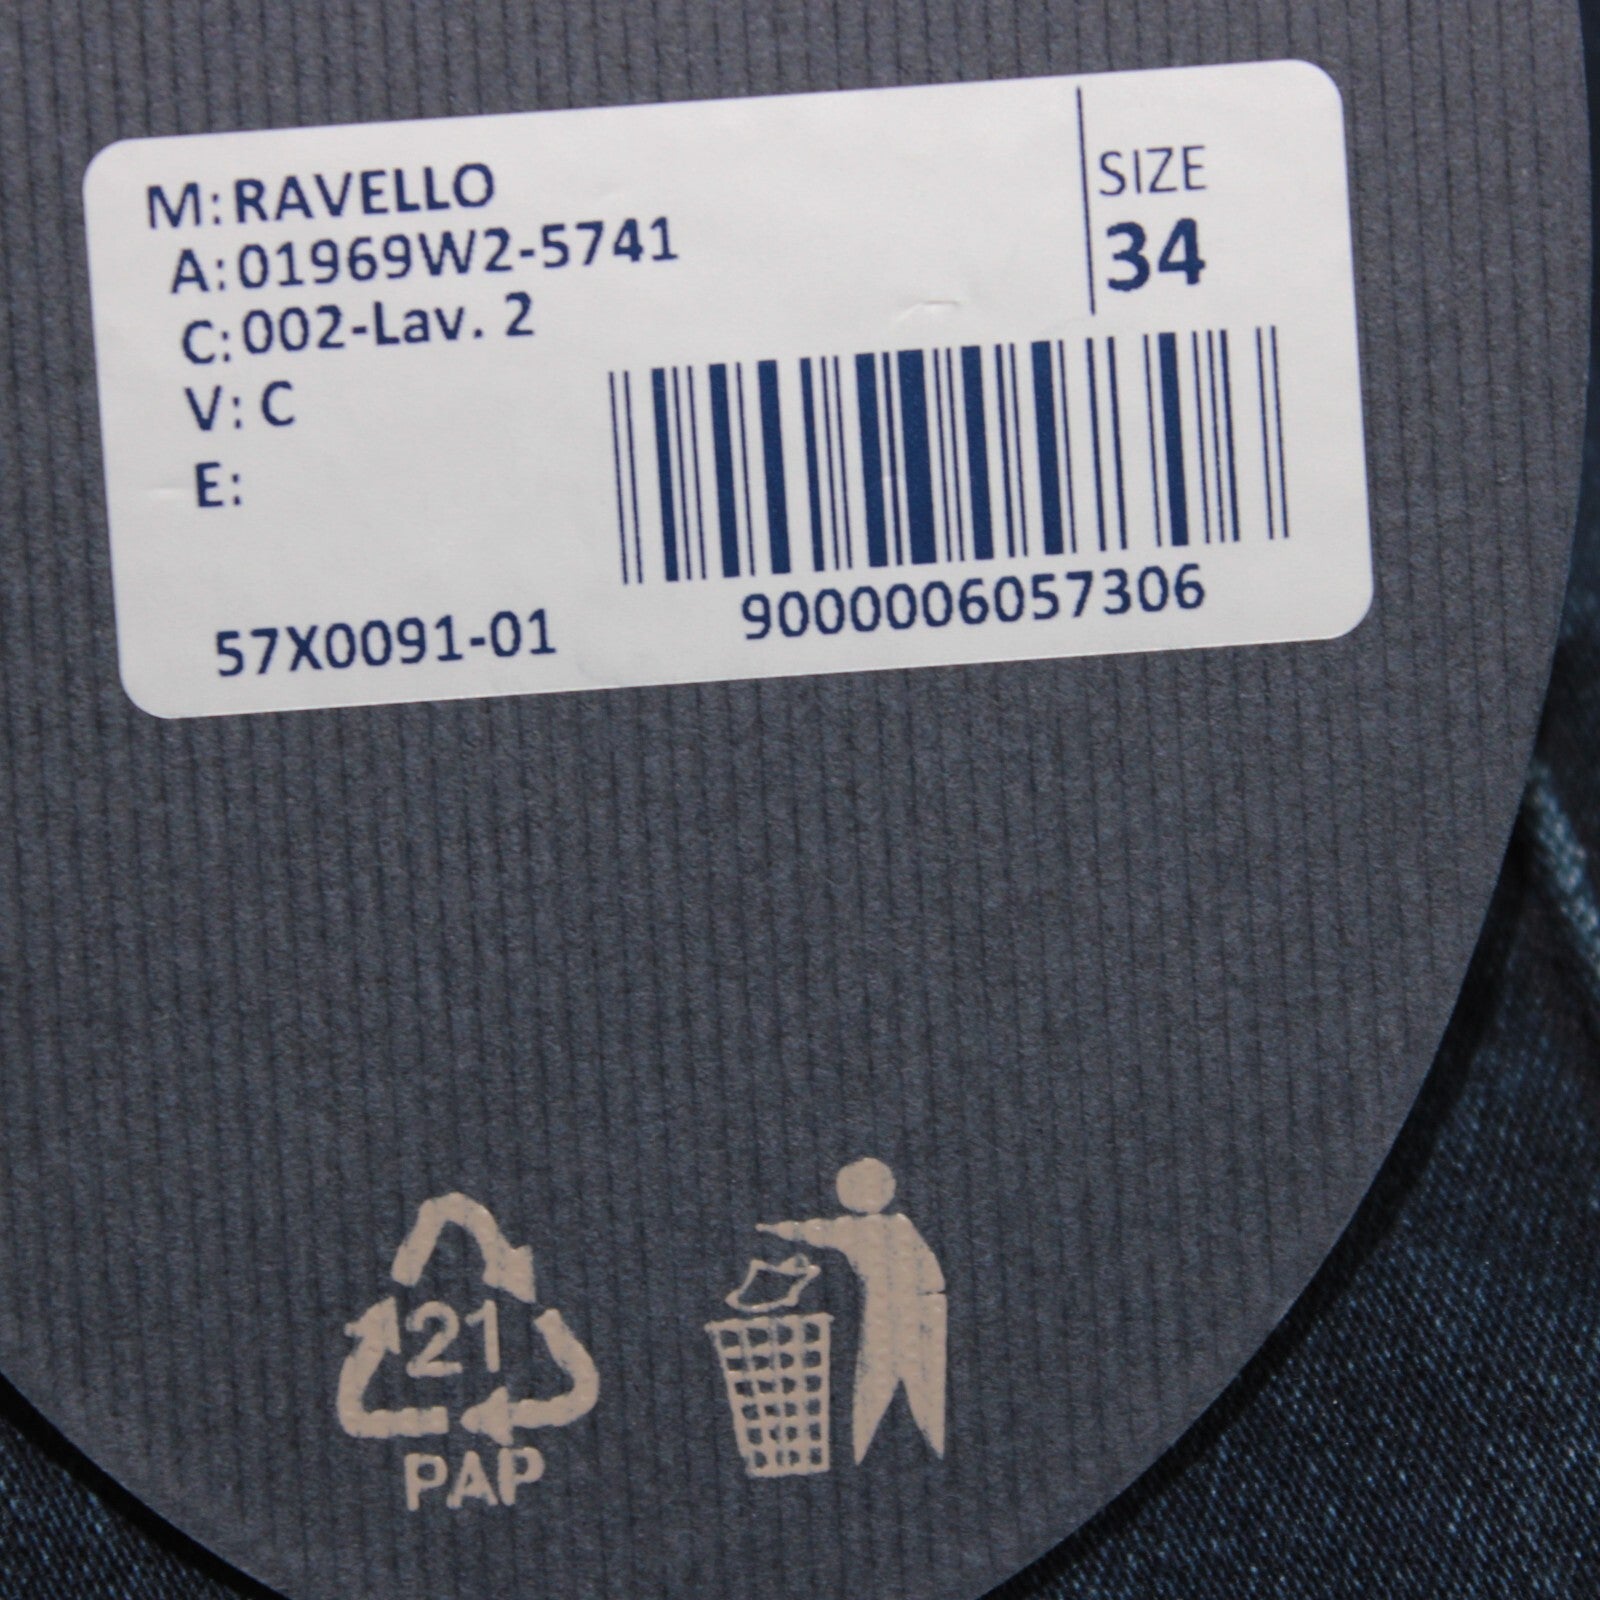 M: RAVELLO
A: 01969W2-5741
C: 002-Lav. 2
V: C
E:
SIZE
34
57X0091-01
9000006057306
21
PAP